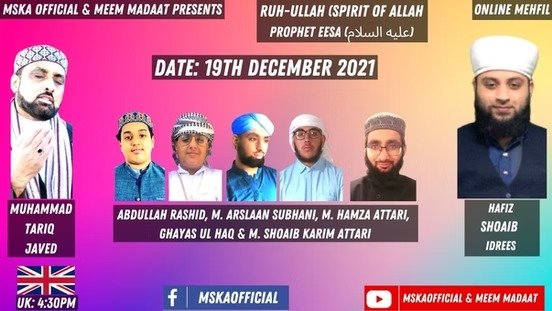 MSKA OFFICIAL & MEEM MADAAT PRESENTS
RUH-ULLAH (SPIRIT OF ALLAH
PROPHET EESA (عليه السلام)
ONLINE MEHFIL
DATE: 19TH DECEMBER 2021
MUHAMMAD
TARIQ
JAVED
ABDULLAH RASHID, M. ARSLAAN SUBHANI, M. HAMZA ATTARI,
GHAYAS UL HAQ & M. SHOAIB KARIM ATTARI
HAFIZ
SHOAIB
IDREES
UK: 4:30PM
f MSKAOFFICIAL
MSKAOFFICIAL & MEEM MADAAT